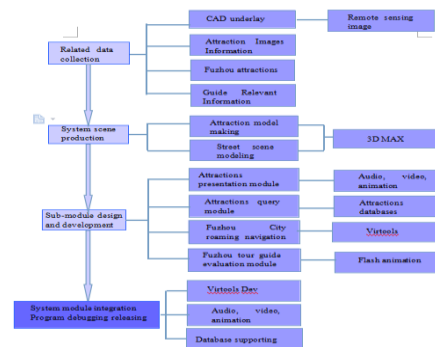 CAD underlay
Remote sensing
image
Related data
collection
Attraction Images
Information
Fuzhou attractions
Guide Relevant
Information
System scene
production
Attraction modal
making
Street scene
modeling
3D MAX
Attractions
presentation module
Audio, video,
animation
Attractions query
module
Attractions
databases
Sub-module design
and development
Fuzhou City
roaming navigation
Virtools
Fuzhou tour guide
evaluation module
Flash animation
System module integration
Program debugging releasing
Virtools Dev
Audio, video,
animation
Database supporting